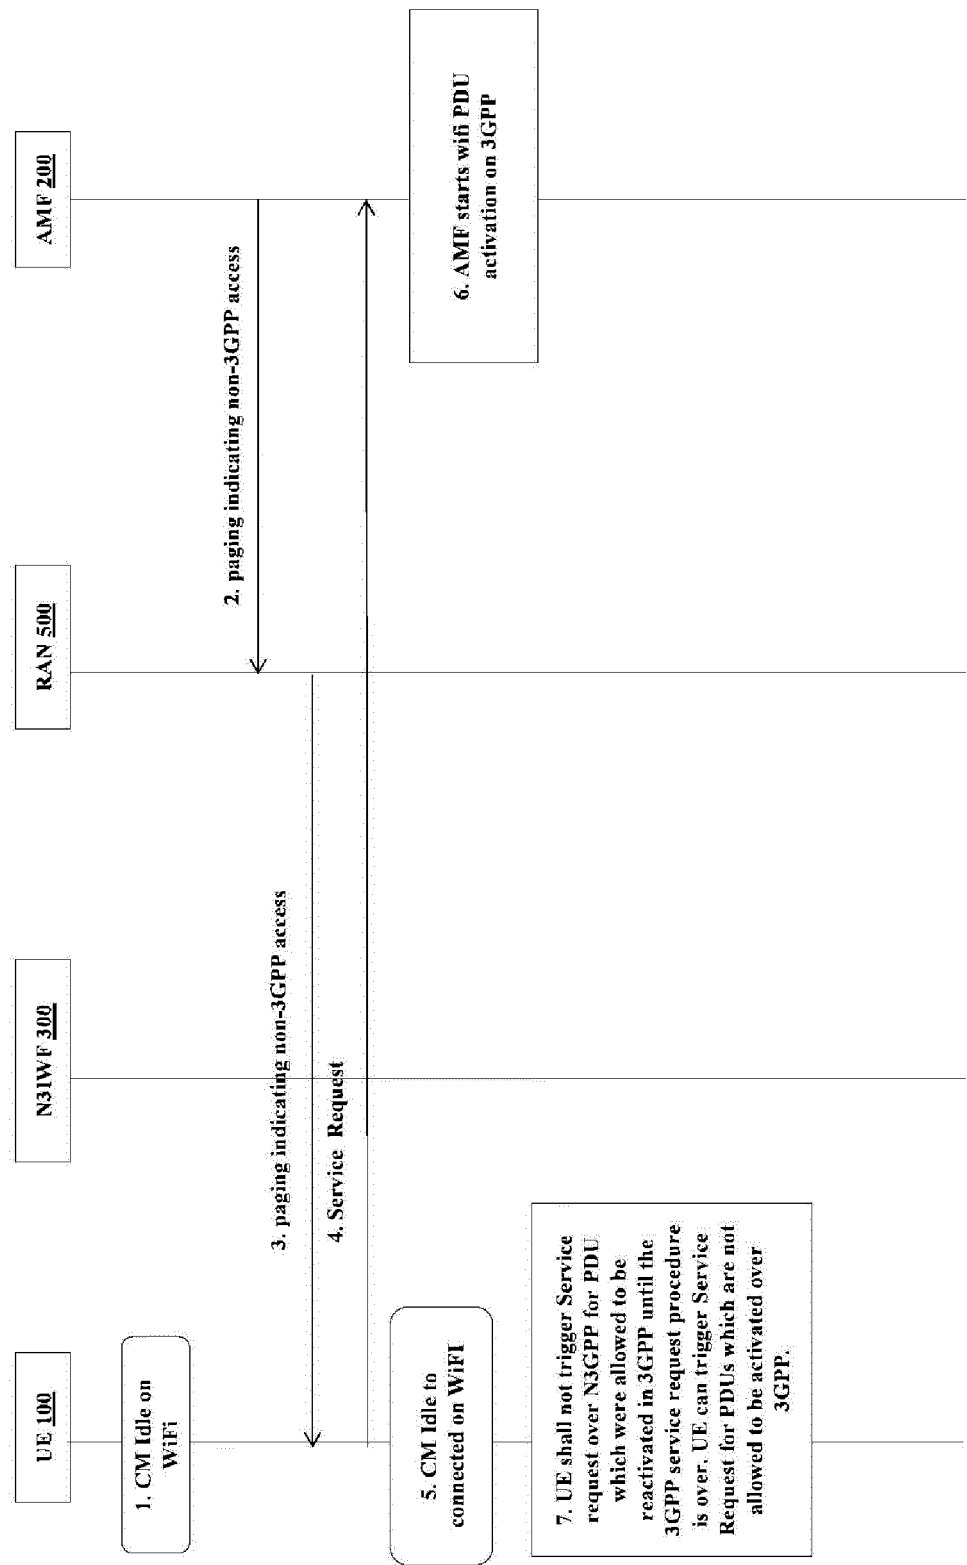 UE 100
N31WF 300
RAN 500
AMF 200
1. CM Idle on
WiFi
2. paging indicating non-3GPP access
3. paging indicating non-3GPP access
4. Service Request
5. CM Idle to
connected on WiFI
6. AMF starts wifi PDU
activation on 3GPP
7. UE shall not trigger Service
request over N3GPP for PDU
which were allowed to be
reactivated in 3GPP until the
3GPP service request procedure
is over. UE can trigger Service
Request for PDUs which are not
allowed to be activated over
3GPP.